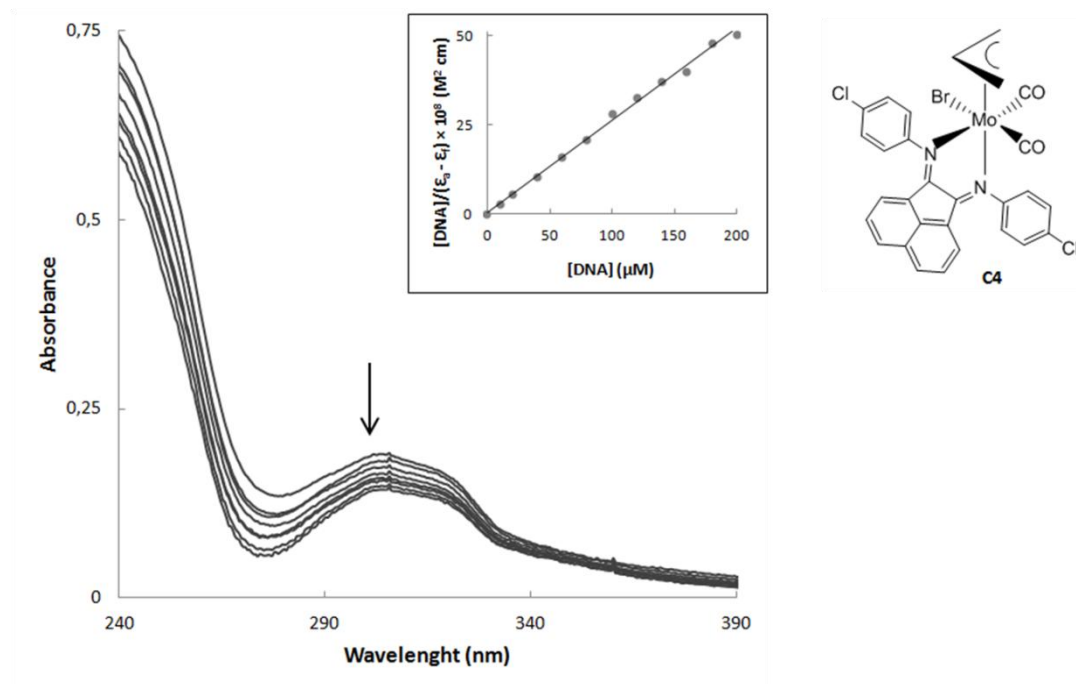 0,75
0,5
0,25
0
240
290
340
390
Absorbance
Wavelenght (nm)
50
25
0
0
50
100
150
200
[DNA]/(εₐ - εf) × 10⁸ (M² cm)
[DNA] (µM)
Cl
Br
Mo
CO
CO
N
N
Cl
C4